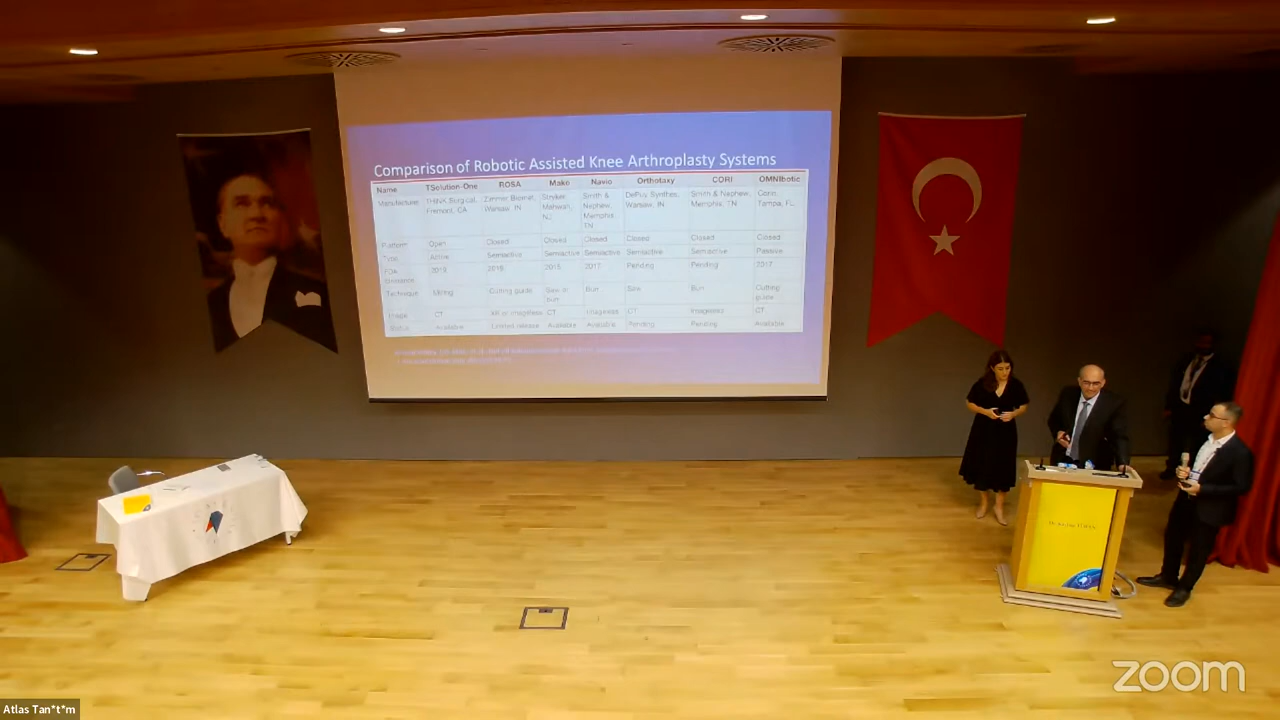 Comparison of Robotic Assisted Knee Arthroplasty Systems
Name TSolution-One ROSA Mako Navio Orthotaxy CORI OMNIbotic
Manufacturer THINK Surgical, Fremont, CA Zimmer Biomet, Warsaw, IN Stryker, Mahwah, NJ Smith & Nephew, Memphis, TN DePuy Synthes, Warsaw, IN Smith & Nephew, Memphis, TN Corin, Tampa, FL
Platform Open Closed Closed Closed Closed Closed Closed
Type Active Semiactive Semiactive Semiactive Semiactive Semiactive Passive
FDA 2019 2019 2015 2017 Pending Pending 2017
Technique Milling Cutting guide Saw or burr Burr Saw Burr Cutting guide
Image CT or imageless CT Imageless CT Imageless CT
Status Available Limited release Available Available Pending Pending Available
zoom
Atlas Tan*t*m